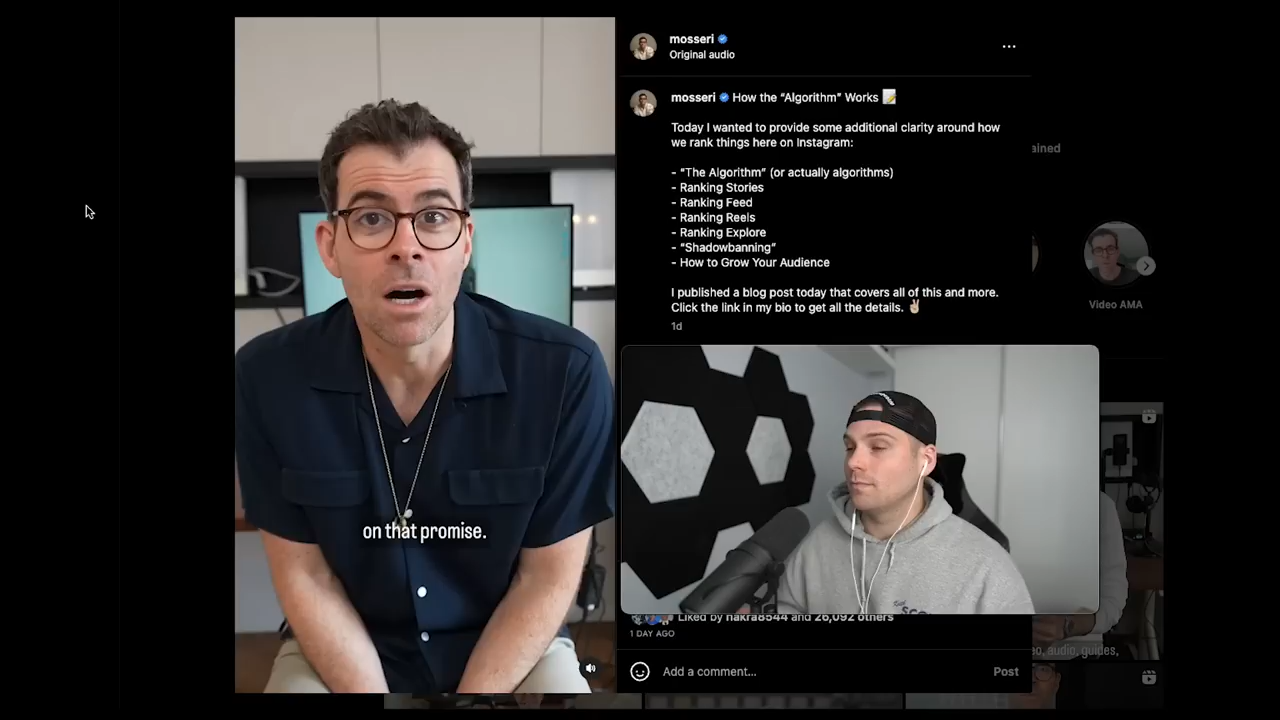 mosseri
Original audio
mosseri How the “Algorithm” Works
Today I wanted to provide some additional clarity around how
we rank things here on Instagram:
- “The Algorithm” (or actually algorithms)
- Ranking Stories
- Ranking Feed
- Ranking Reels
- Ranking Explore
- “Shadowbanning”
- How to Grow Your Audience
I published a blog post today that covers all of this and more.
Click the link in my bio to get all the details.
1d
ained
Video AMA
on that promise.
Liked by nakra8544 and 26,092 others
1 DAY AGO
eo, audio, guides,
Add a comment...
Post